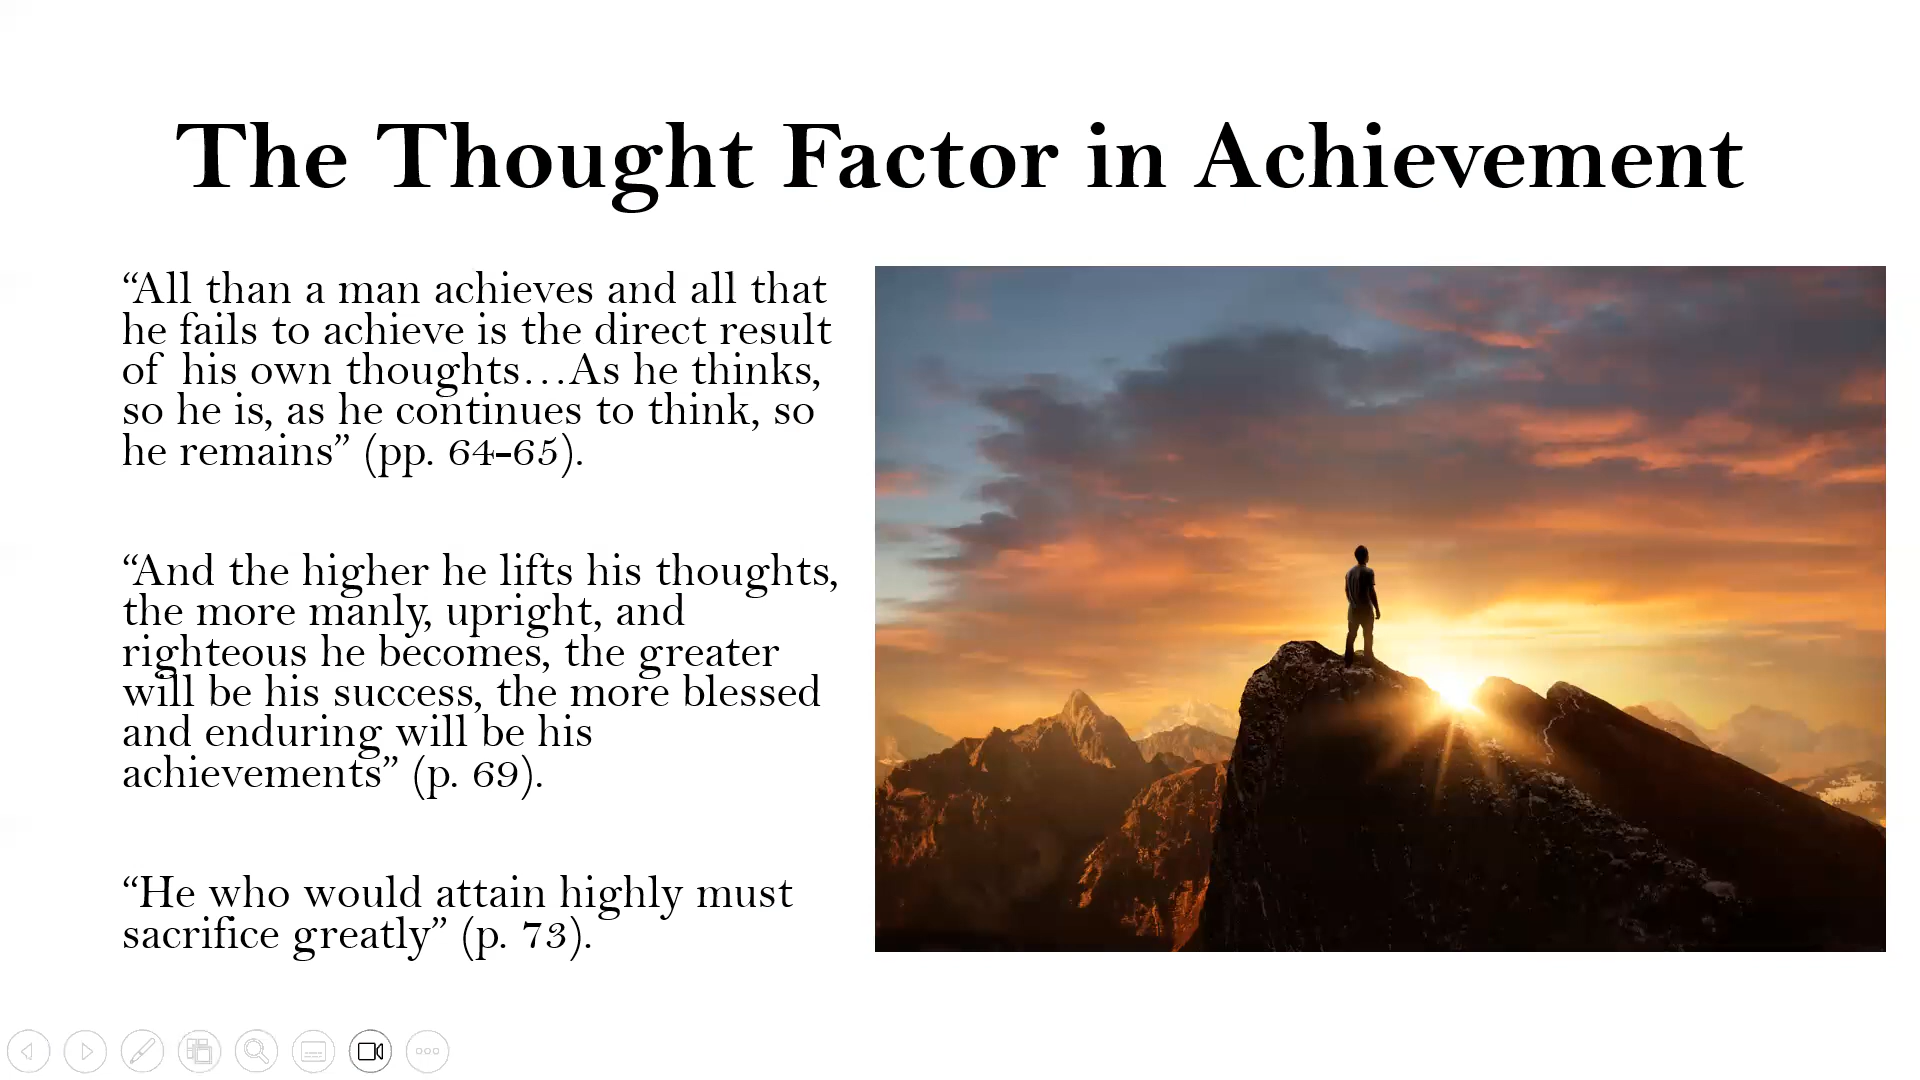 The Thought Factor in Achievement
“All than a man achieves and all that
he fails to achieve is the direct result
of his own thoughts…As he thinks,
so he is, as he continues to think, so
he remains” (pp. 64-65).
“And the higher he lifts his thoughts,
the more manly, upright, and
righteous he becomes, the greater
will be his success, the more blessed
and enduring will be his
achievements” (p. 69).
“He who would attain highly must
sacrifice greatly” (p. 73).